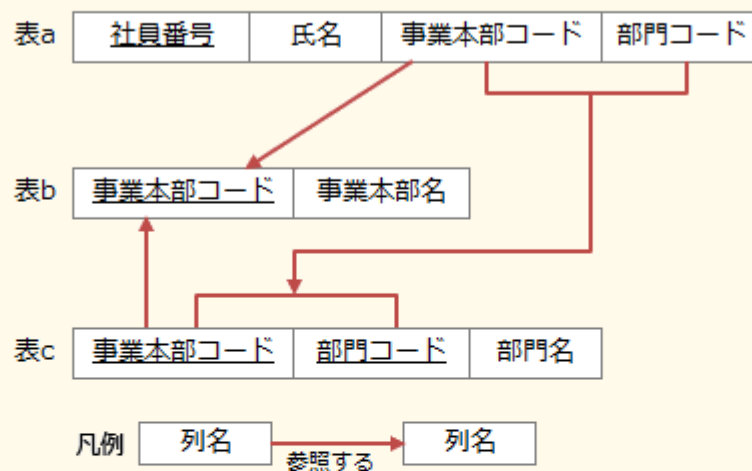 表a 社員番号 氏名 事業本部コード 部門コード
表b 事業本部コード 事業本部名
表c 事業本部コード 部門コード 部門名
凡例 列名 参照する 列名